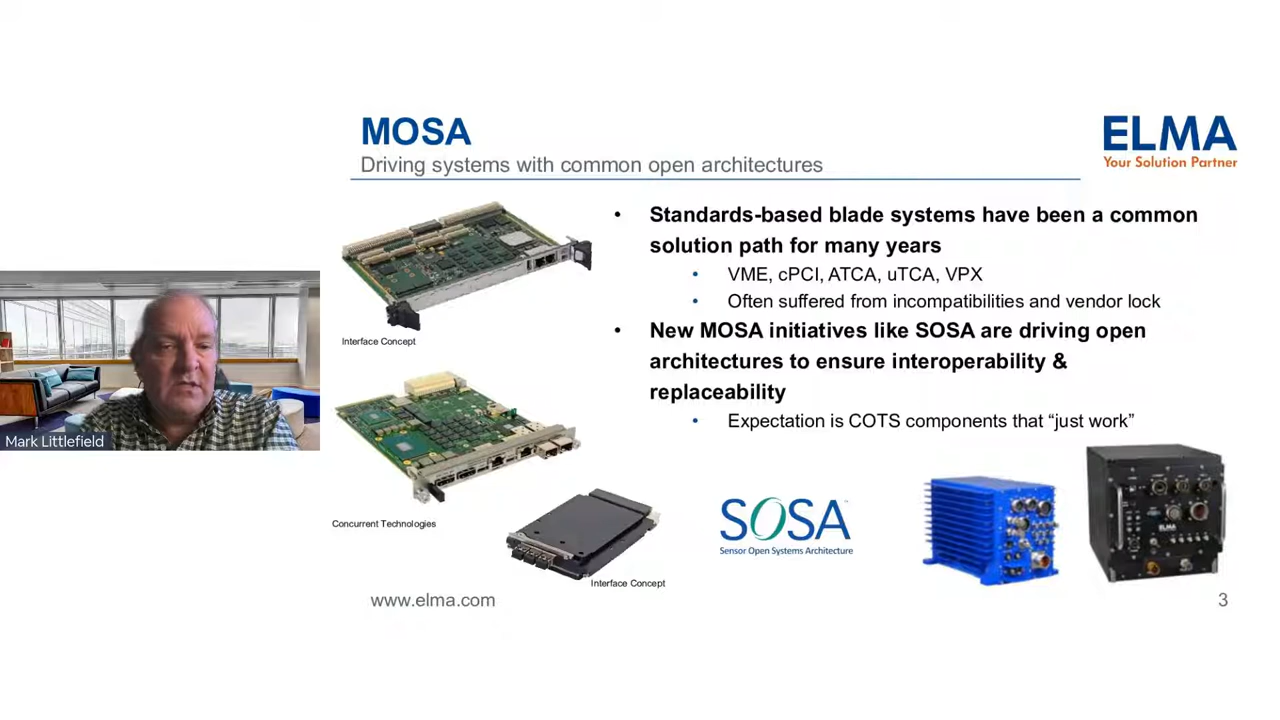 MOSA
Driving systems with common open architectures
ELMA
Your Solution Partner
• Standards-based blade systems have been a common
solution path for many years
• VME, cPCI, ATCA, uTCA, VPX
• Often suffered from incompatibilities and vendor lock
• New MOSA initiatives like SOSA are driving open
architectures to ensure interoperability &
replaceability
• Expectation is COTS components that “just work”
Interface Concept
Mark Littlefield
Concurrent Technologies
Interface Concept
SOSA™
Sensor Open Systems Architecture
ELMA
www.elma.com
3